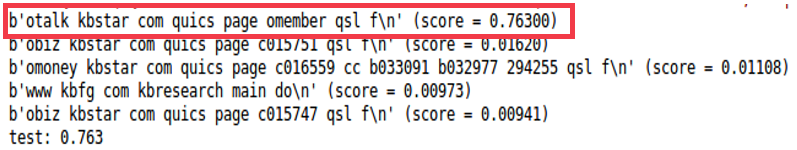 b'otalk kbstar com quics page omember qsl f\n' (score = 0.76300)
b'obiz kbstar com quics page c015751 qsl f\n' (score = 0.01620)
b'omoney kbstar com quics page c016559 cc b033091 b032977 294255 qsl f\n' (score = 0.01108)
b'www kbfg com kbresearch main do\n' (score = 0.00973)
b'obiz kbstar com quics page c015747 qsl f\n' (score = 0.00941)
test: 0.763